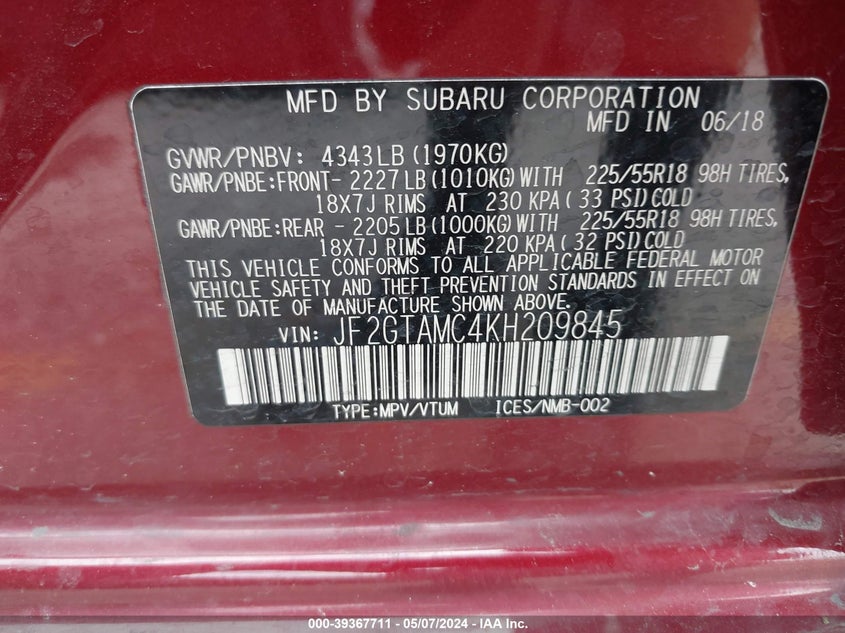 MFD BY SUBARU CORPORATION
MFD IN 06/18
GVWR/PNBV: 4343LB (1970KG)
GAWR/PNBE:FRONT- 2227LB (1010KG) WITH 225/55R18 98H TIRES,
18X7J RIMS AT 230 KPA ( 33 PSI) COLD
GAWR/PNBE:REAR - 2205LB (1000KG) WITH 225/55R18 98H TIRES,
18X7J RIMS AT 220 KPA ( 32 PSI) COLD
THIS VEHICLE CONFORMS TO ALL APPLICABLE FEDERAL MOTOR
VEHICLE SAFETY AND THEFT PREVENTION STANDARDS IN EFFECT ON
THE DATE OF MANUFACTURE SHOWN ABOVE.
VIN: JF2GTAMC4KH209845
TYPE:MPV/VTUM ICES/NMB-002
000-39367711 - 05/07/2024 - IAA Inc.